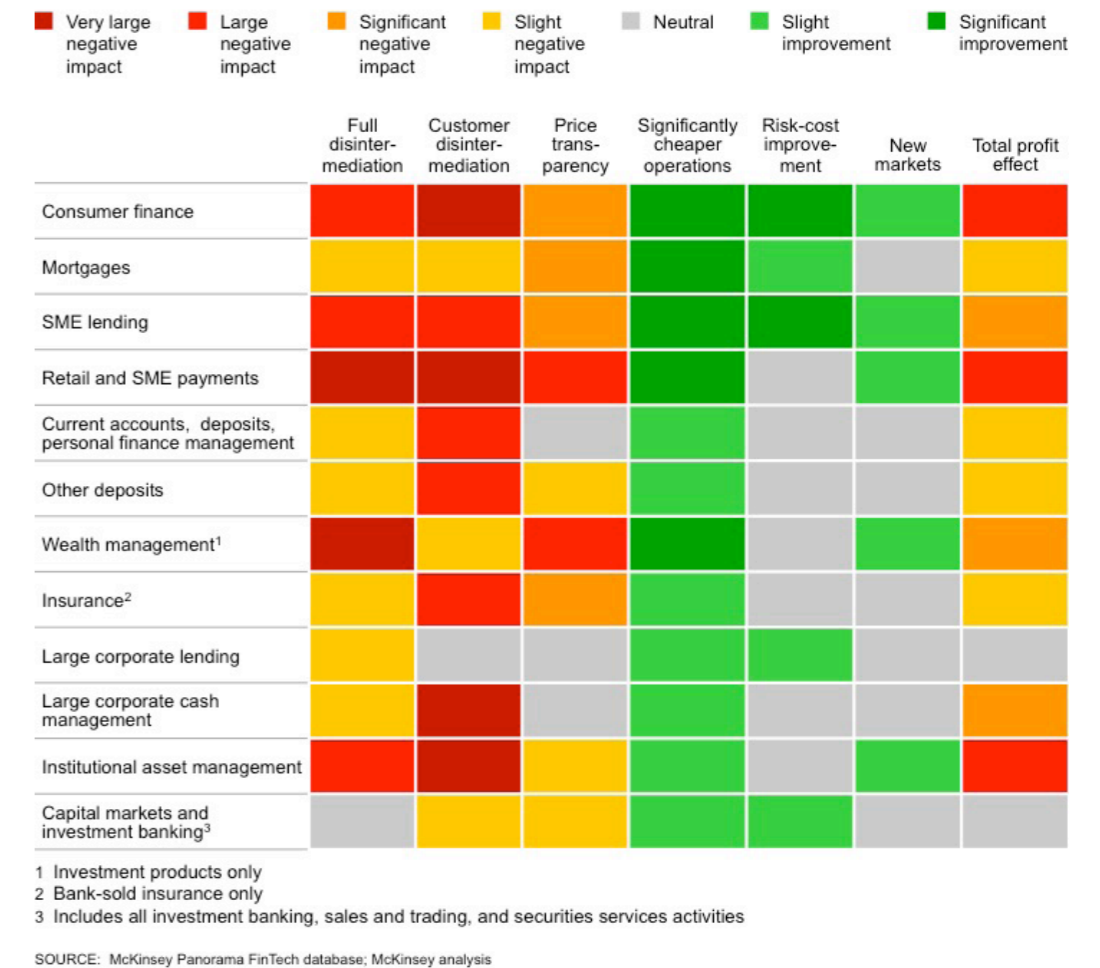 Very large
negative
impact
Large
negative
impact
Significant
negative
impact
Slight
negative
impact
Neutral
Slight
improvement
Significant
improvement
Full
disinter-
mediation
Customer
disinter-
mediation
Price
trans-
parency
Significantly
cheaper
operations
Risk-cost
improve-
ment
New
markets
Total profit
effect
Consumer finance
Mortgages
SME lending
Retail and SME payments
Current accounts, deposits,
personal finance management
Other deposits
Wealth management¹
Insurance²
Large corporate lending
Large corporate cash
management
Institutional asset management
Capital markets and
investment banking³
1 Investment products only
2 Bank-sold insurance only
3 Includes all investment banking, sales and trading, and securities services activities
SOURCE: McKinsey Panorama FinTech database; McKinsey analysis